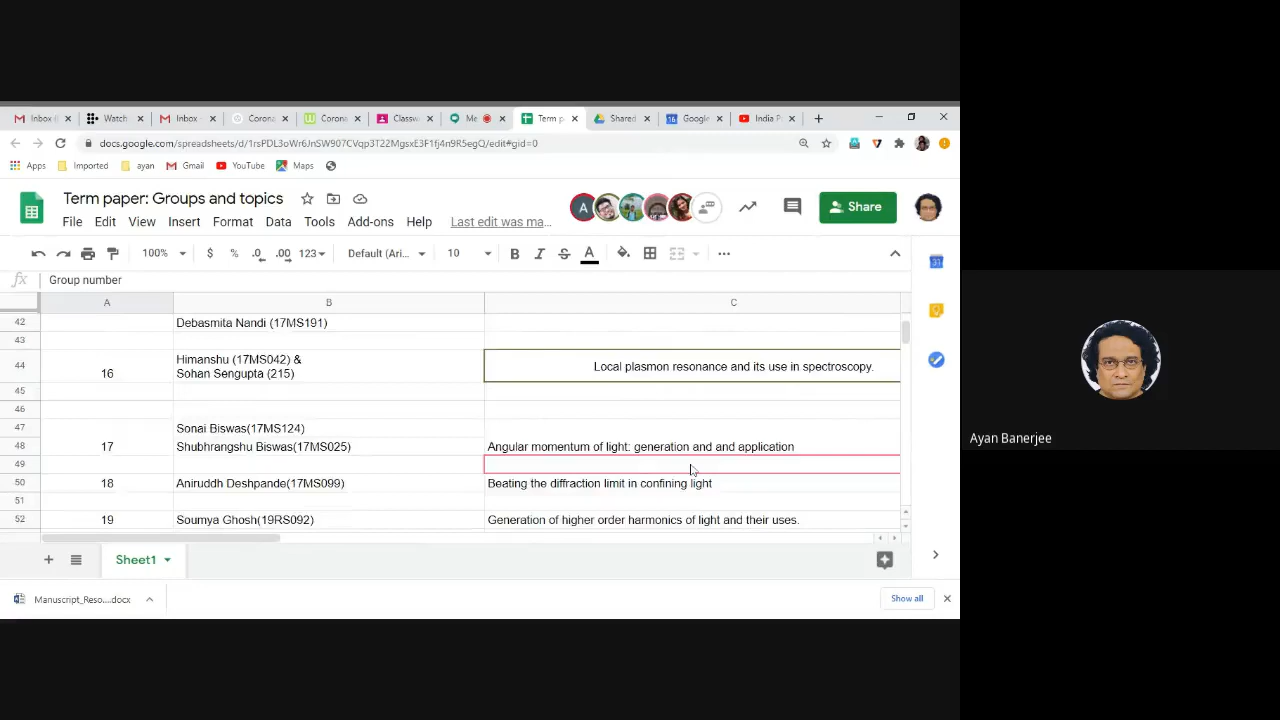 Inbox (
Watch
Inbox -
Corona
Corona
Classw
Me
Term p
Shared
Google
India P
docs.google.com/spreadsheets/d/1rsPDL3oWr6JnSW907CVqp3T22MgsxE3F1fj4n9R5egQ/edit#gid=0
Apps Imported ayan Gmail YouTube Maps
Term paper: Groups and topics
File Edit View Insert Format Data Tools Add-ons Help Last edit was ma...
A
Share
100% $ % .0 .00 123 Default (Ari... 10 B I S A ...
fx Group number
A B C
42 Debasmita Nandi (17MS191)
43
44 16 Himanshu (17MS042) &
Sohan Sengupta (215)
Local plasmon resonance and its use in spectroscopy.
45
46
47 Sonai Biswas(17MS124)
48 17 Shubhrangshu Biswas(17MS025) Angular momentum of light: generation and and application
49
50 18 Aniruddh Deshpande(17MS099) Beating the diffraction limit in confining light
51
52 19 Soumya Ghosh(19RS092) Generation of higher order harmonics of light and their uses.
Sheet1
Manuscript_Reso....docx
Show all
Ayan Banerjee